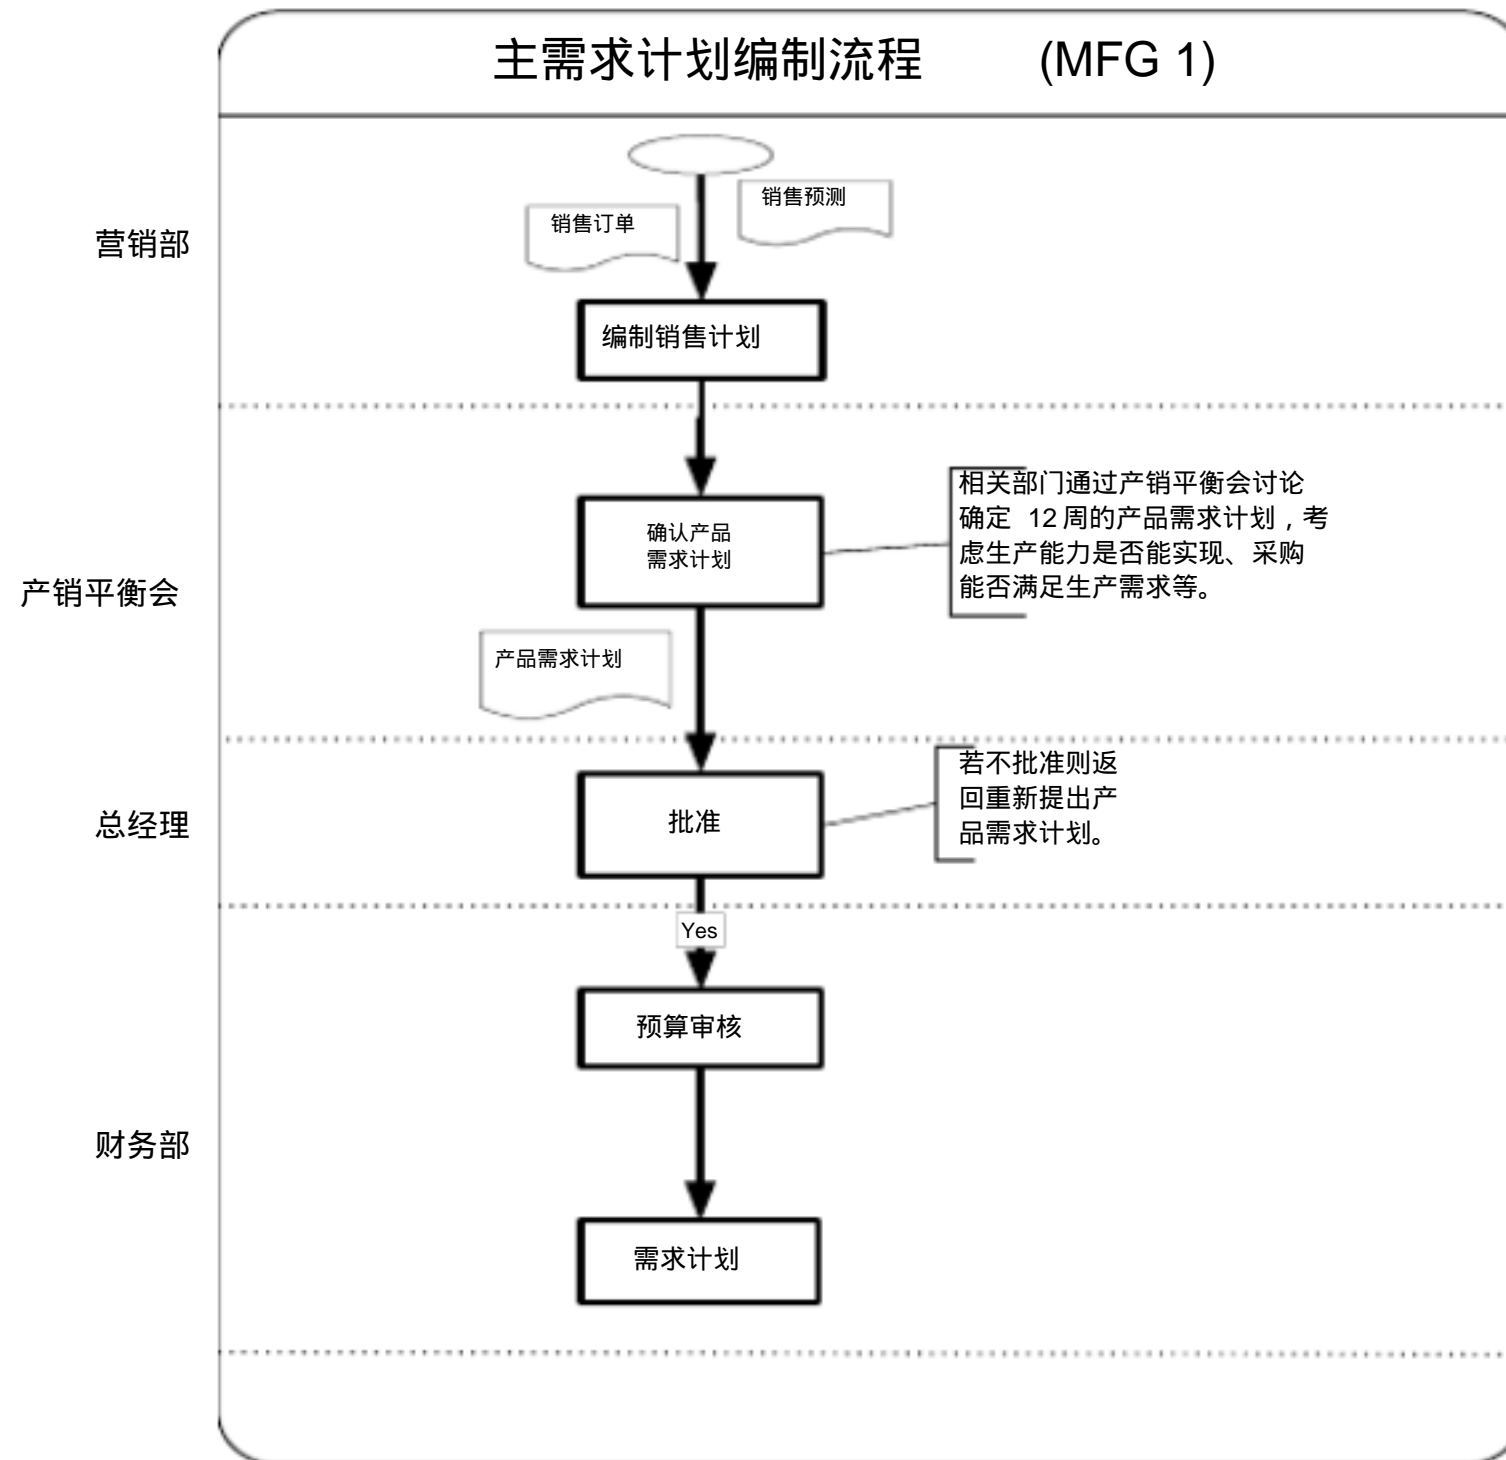 主需求计划编制流程 (MFG 1)
销售预测
销售订单
营销部
编制销售计划
相关部门通过产销平衡会讨论
确定 12周的产品需求计划，考
虑生产能力是否能实现、采购
能否满足生产需求等。
确认产品
需求计划
产销平衡会
产品需求计划
若不批准则返
回重新提出产
品需求计划。
总经理
批准
Yes
预算审核
财务部
需求计划